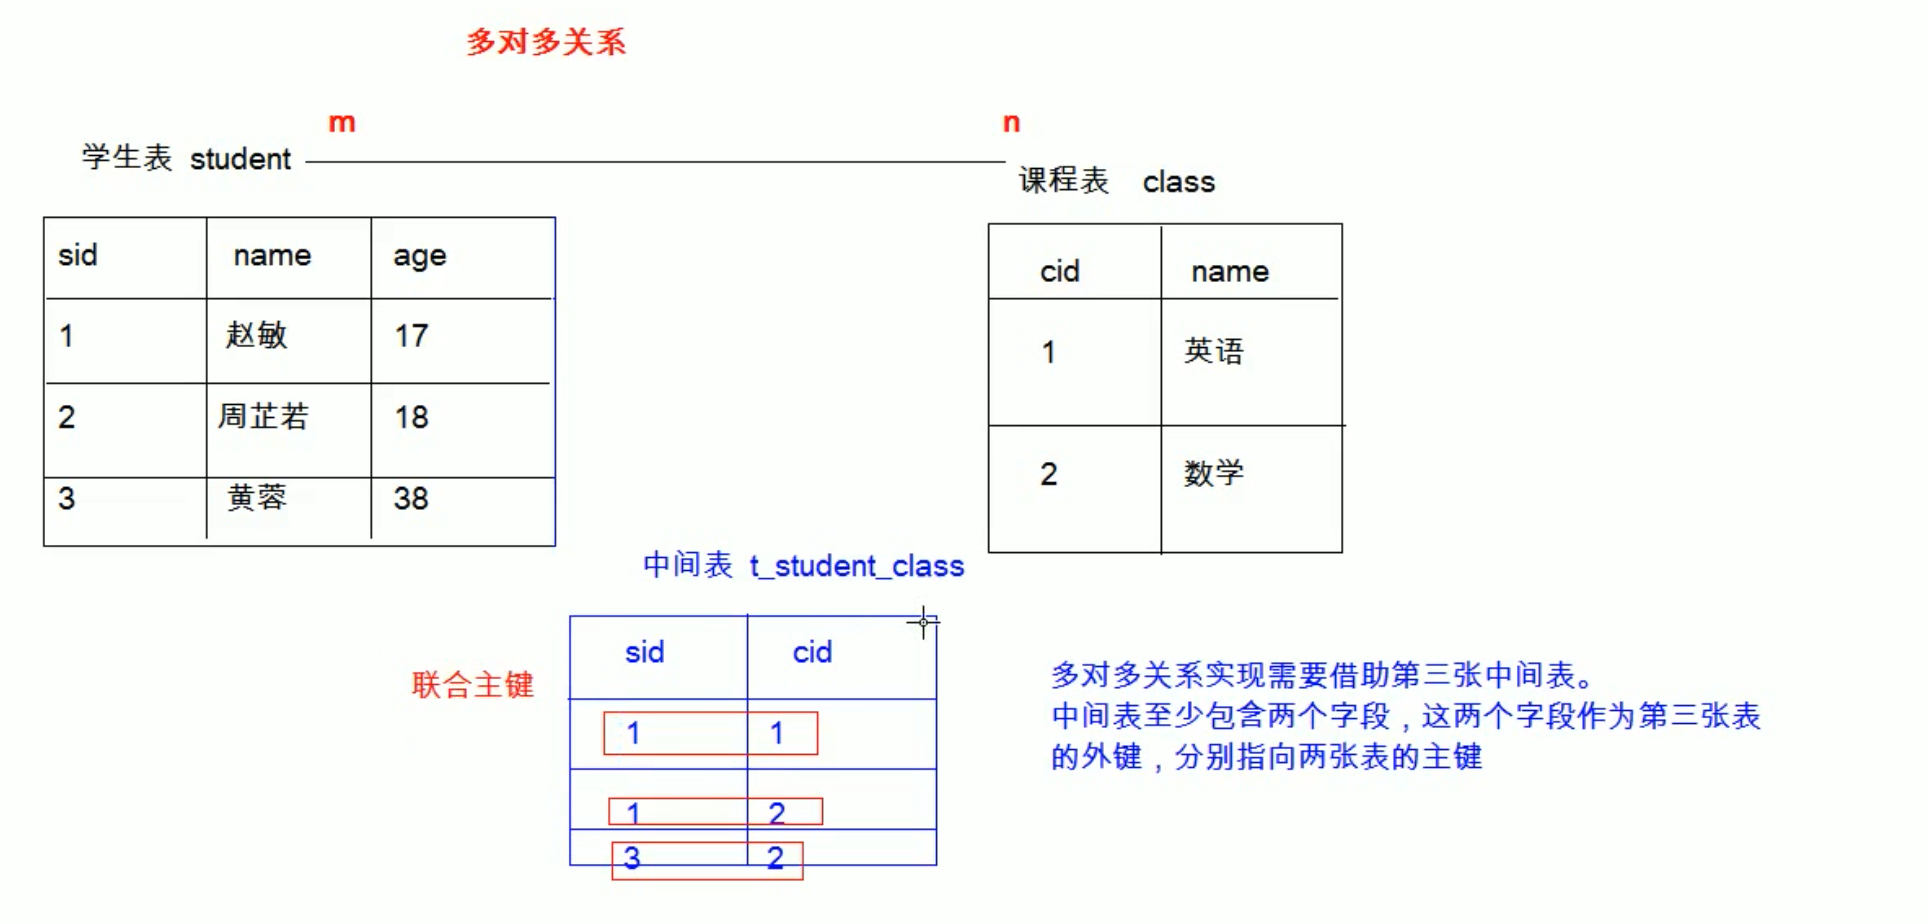 多对多关系
m
n
学生表 student
课程表 class
sid name age
1 赵敏 17
2 周芷若 18
3 黄蓉 38
cid name
1 英语
2 数学
中间表 t_student_class
联合主键
sid cid
1 1
1 2
3 2
多对多关系实现需要借助第三张中间表。
中间表至少包含两个字段，这两个字段作为第三张表
的外键，分别指向两张表的主键